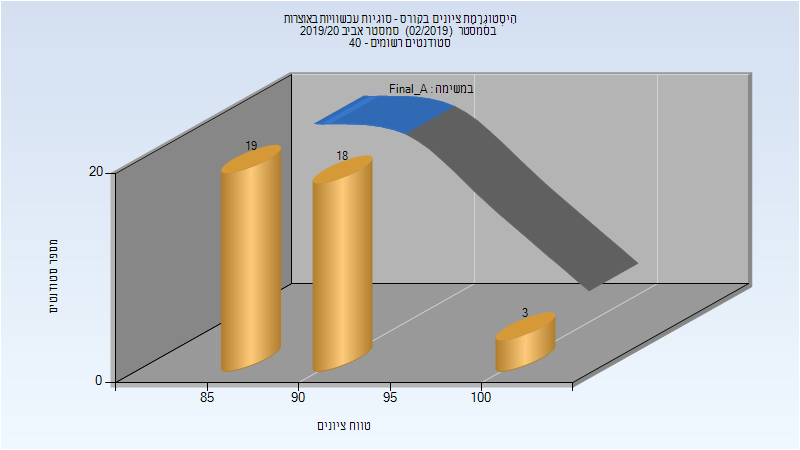 היסטוגרמת ציונים בקורס - סוגיות עכשוויות באוצרות
בסמסטר (02/2019) סמסטר אביב 2019/20
סטודנטים רשומים - 40
במשימה : Final_A
19
18
3
20
0
85
90
95
100
מספר סטודנטים
טווח ציונים